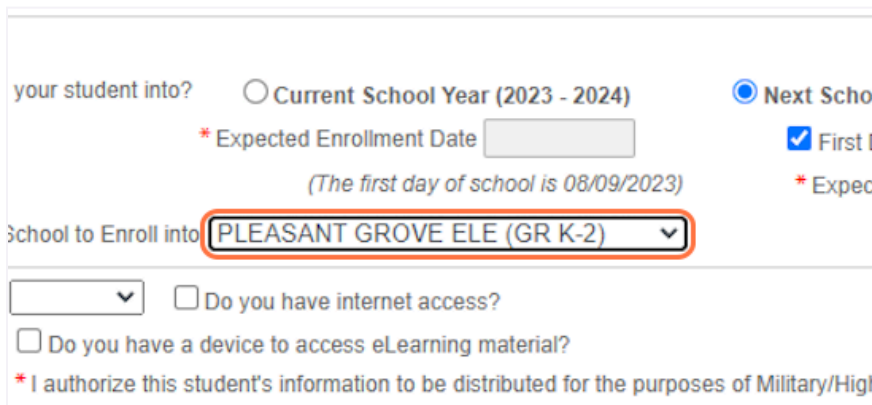 your student into? Current School Year (2023 - 2024) Next Scho
* Expected Enrollment Date First
(The first day of school is 08/09/2023) * Expec
School to Enroll into PLEASANT GROVE ELE (GR K-2)
Do you have internet access?
Do you have a device to access eLearning material?
* I authorize this student's information to be distributed for the purposes of Military/High